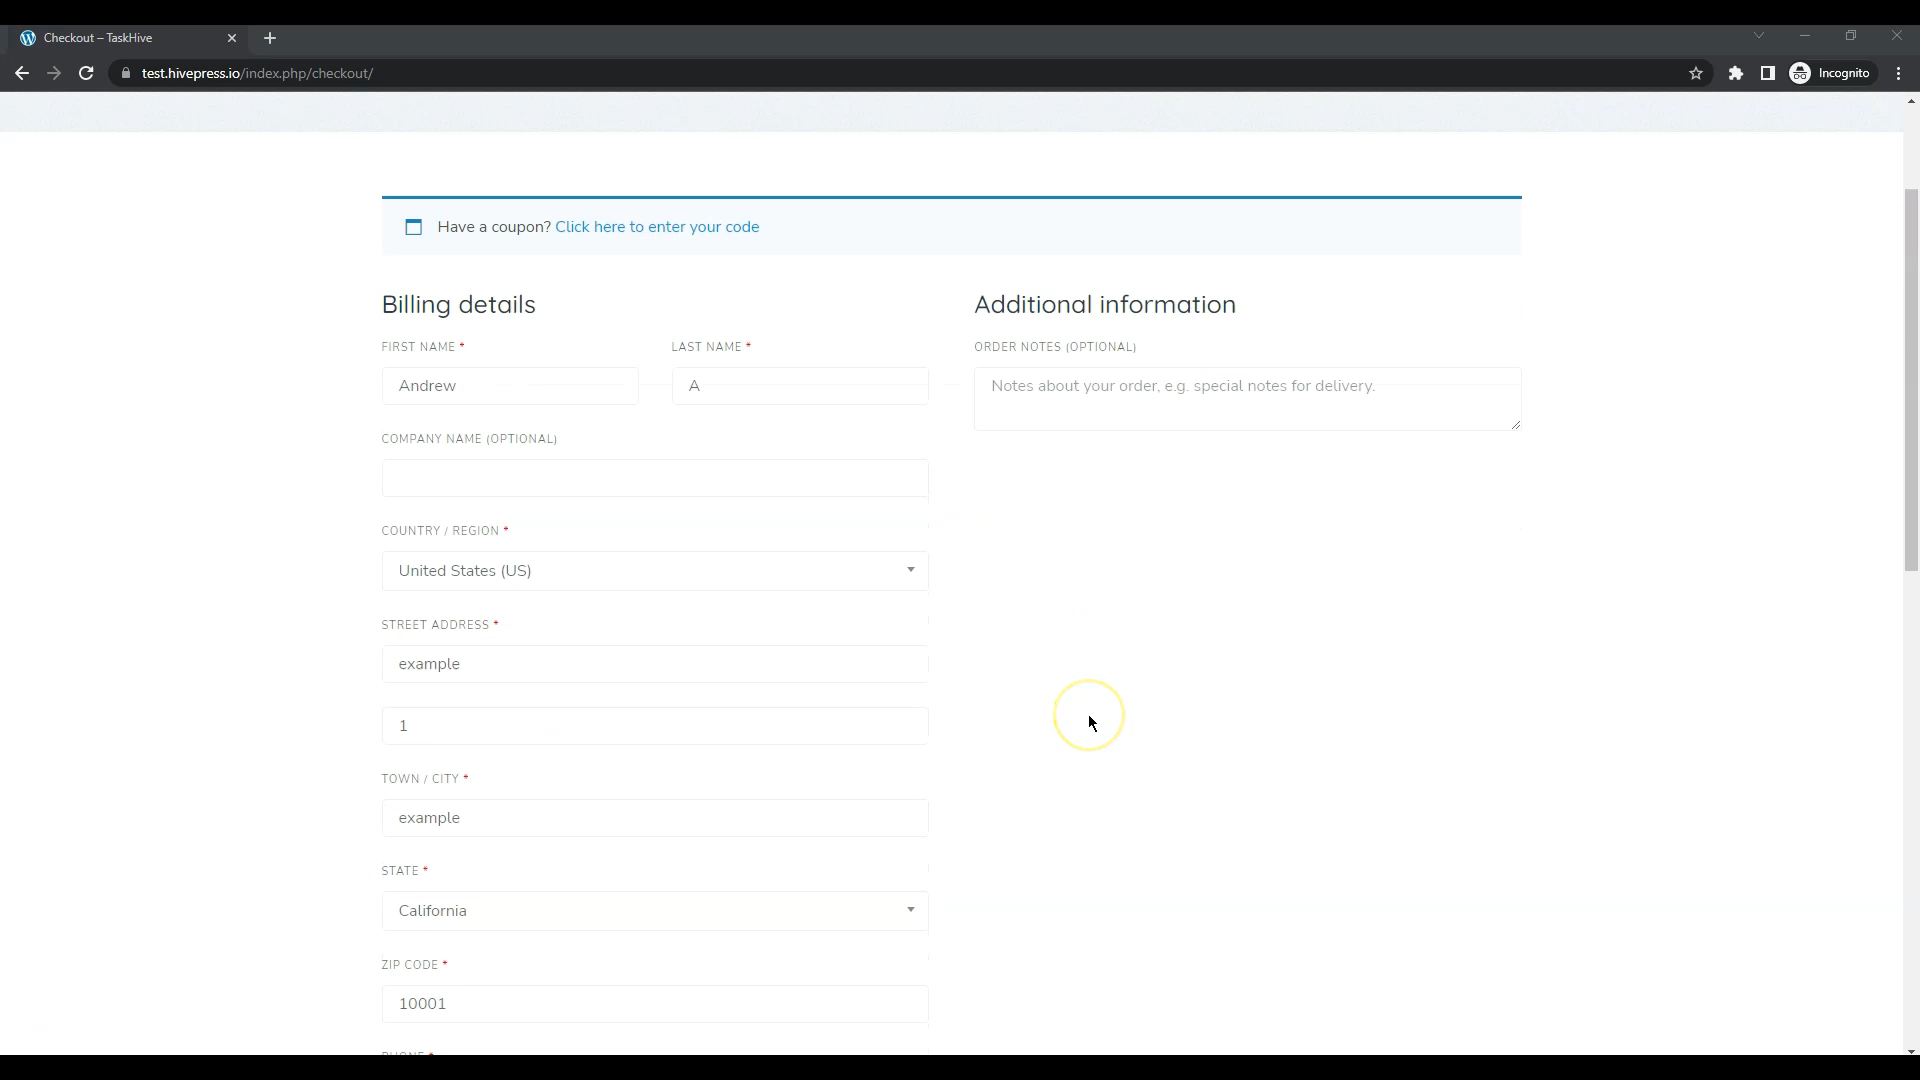 Checkout – TaskHive
test.hivepress.io/index.php/checkout/
Incognito
Have a coupon? Click here to enter your code
Billing details
Additional information
FIRST NAME *
LAST NAME *
ORDER NOTES (OPTIONAL)
Andrew
A
Notes about your order, e.g. special notes for delivery.
COMPANY NAME (OPTIONAL)
COUNTRY / REGION *
United States (US)
STREET ADDRESS *
example
1
TOWN / CITY *
example
STATE *
California
ZIP CODE *
10001
PHONE *